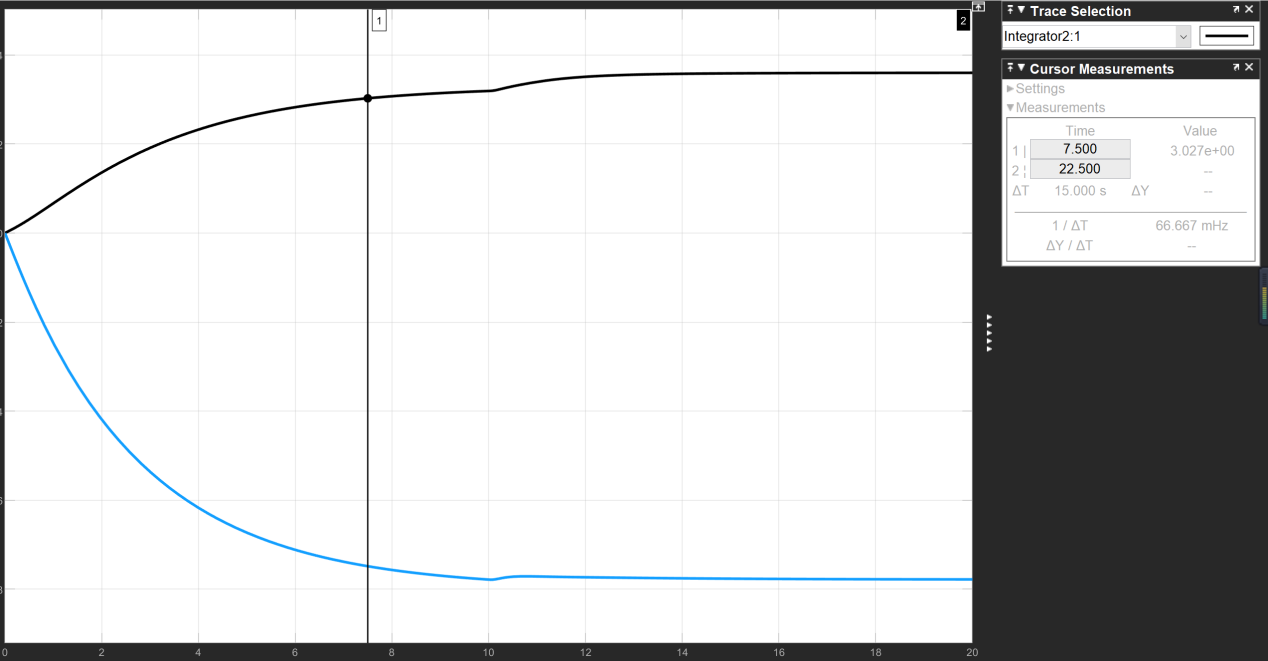 Trace Selection
Integrator2:1
Cursor Measurements
Settings
Measurements
Time Value
1 | 7.500 3.027e+00
2 ¦ 22.500 --
ΔT 15.000 s ΔY --
1 / ΔT 66.667 mHz
ΔY / ΔT --
1
2
0 2 4 6 8 10 12 14 16 18 20